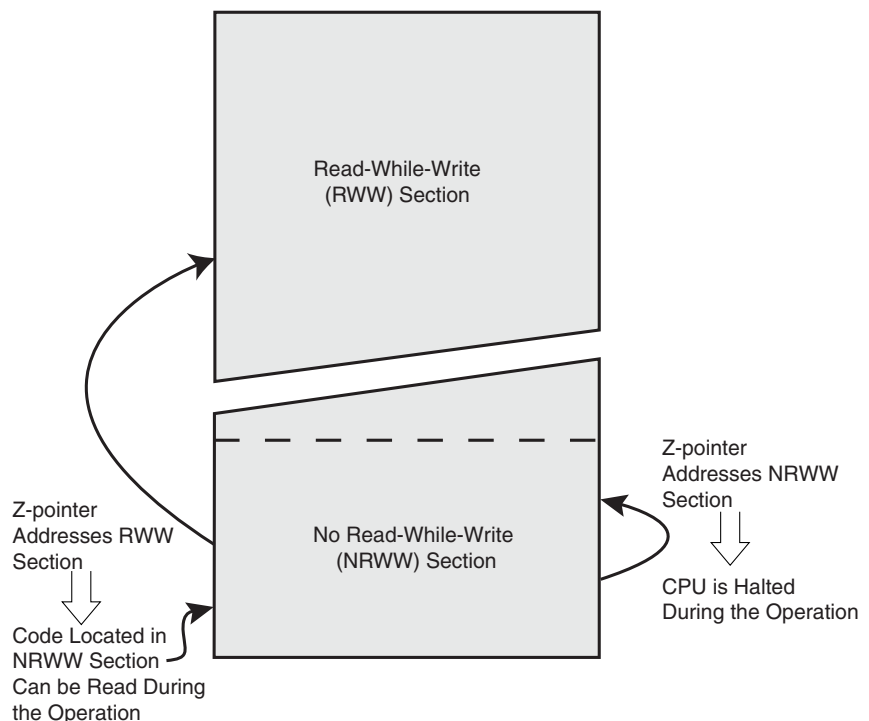 Read-While-Write
(RWW) Section
Z-pointer
Addresses NRWW
Section
Z-pointer
Addresses RWW
Section
No Read-While-Write
(NRWW) Section
CPU is Halted
During the Operation
Code Located in
NRWW Section
Can be Read During
the Operation